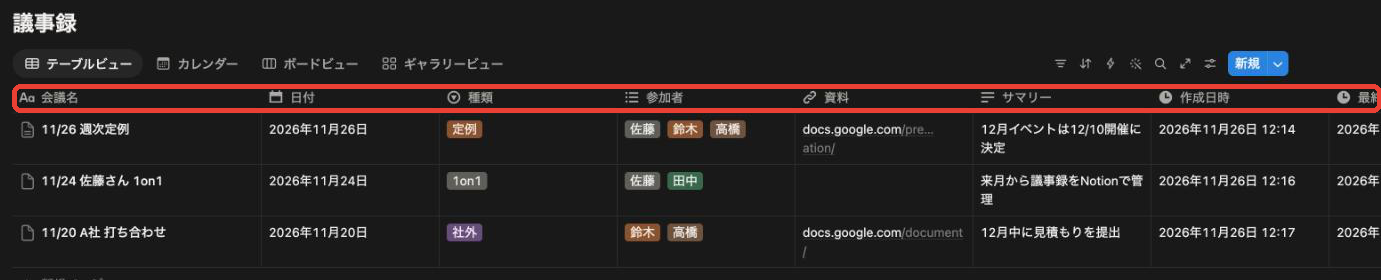 議事録
テーブルビュー カレンダー ボードビュー ギャラリービュー 新規
Aa 会議名 日付 種類 参加者 資料 サマリー 作成日時
11/26 週次定例 2026年11月26日 定例 佐藤 鈴木 高橋 docs.google.com/pre... 12月イベントは12/10開催に 2026年11月26日 12:14 2026年
ation/ 決定
11/24 佐藤さん 1on1 2026年11月24日 1on1 佐藤 田中 来月から議事録をNotionで管 2026年11月26日 12:16 2026年
理
11/20 A社 打ち合わせ 2026年11月20日 社外 鈴木 高橋 docs.google.com/document 12月中に見積もりを提出 2026年11月26日 12:17 2026年
/